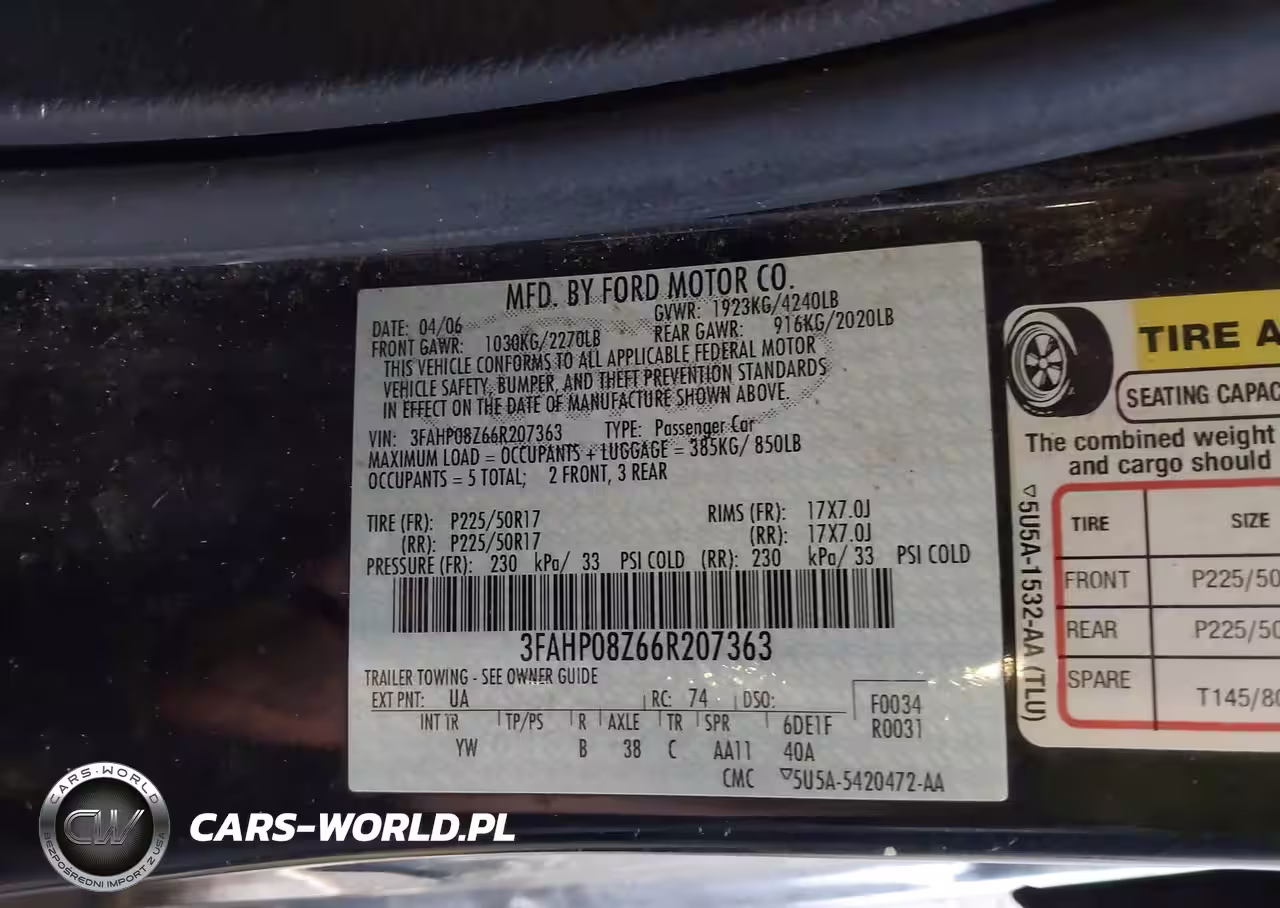 MFD. BY FORD MOTOR CO.
DATE: 04/06 GVWR: 1923KG/4240LB
FRONT GAWR: 1030KG/2270LB REAR GAWR: 916KG/2020LB
THIS VEHICLE CONFORMS TO ALL APPLICABLE FEDERAL MOTOR
VEHICLE SAFETY, BUMPER, AND THEFT PREVENTION STANDARDS
IN EFFECT ON THE DATE OF MANUFACTURE SHOWN ABOVE.
VIN: 3FAHP08Z66R207363 TYPE: Passenger Car
MAXIMUM LOAD = OCCUPANTS + LUGGAGE = 385KG/ 850LB
OCCUPANTS = 5 TOTAL; 2 FRONT, 3 REAR
TIRE (FR): P225/50R17 RIMS (FR): 17X7.0J
(RR): P225/50R17 (RR): 17X7.0J
PRESSURE (FR): 230 kPa/ 33 PSI COLD (RR): 230 kPa/ 33 PSI COLD
3FAHP08Z66R207363
TRAILER TOWING - SEE OWNER GUIDE
EXT PNT: UA RC: 74 DSO: F0034
R0031
INT TR TP/PS R AXLE TR SPR 6DE1F
YW B 38 C AA11 40A
CMC ▽5U5A-5420472-AA
TIRE A
SEATING CAPAC
The combined weight
and cargo should
TIRE SIZE
FRONT P225/50
REAR P225/50
SPARE T145/80
▽5U5A-1532-AA (TLU)
CARS-WORLD
CW
BEZPOŚREDNI IMPORT Z USA
CARS-WORLD.PL